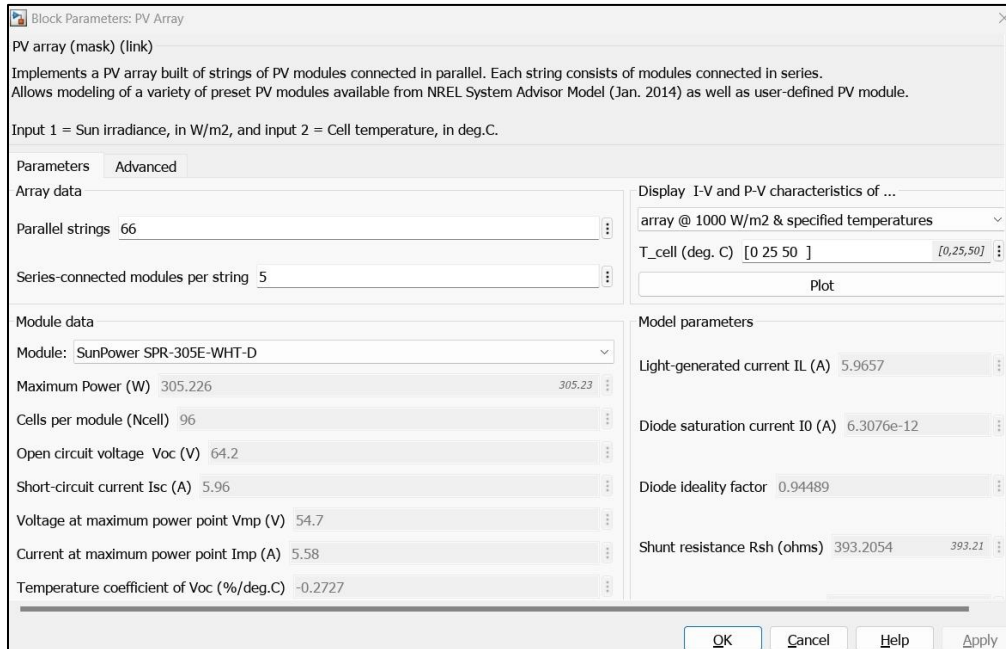 Block Parameters: PV Array
PV array (mask) (link)
Implements a PV array built of strings of PV modules connected in parallel. Each string consists of modules connected in series.
Allows modeling of a variety of preset PV modules available from NREL System Advisor Model (Jan. 2014) as well as user-defined PV module.
Input 1 = Sun irradiance, in W/m2, and input 2 = Cell temperature, in deg.C.
Parameters Advanced
Array data
Parallel strings 66
Series-connected modules per string 5
Display I-V and P-V characteristics of ...
array @ 1000 W/m2 & specified temperatures
T_cell (deg. C) [0 25 50 ] [0,25,50]
Plot
Module data
Module: SunPower SPR-305E-WHT-D
Maximum Power (W) 305.226 305.23
Cells per module (Ncell) 96
Open circuit voltage Voc (V) 64.2
Short-circuit current Isc (A) 5.96
Voltage at maximum power point Vmp (V) 54.7
Current at maximum power point Imp (A) 5.58
Temperature coefficient of Voc (%/deg.C) -0.2727
Model parameters
Light-generated current IL (A) 5.9657
Diode saturation current I0 (A) 6.3076e-12
Diode ideality factor 0.94489
Shunt resistance Rsh (ohms) 393.2054 393.21
OK Cancel Help Apply